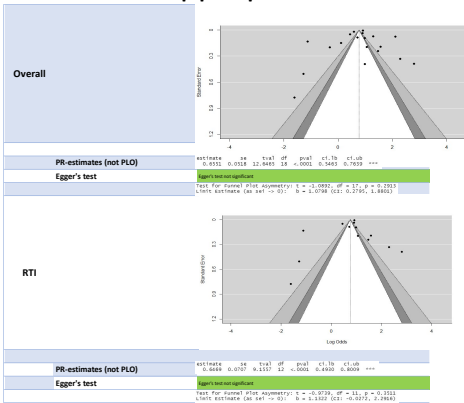 Overall
Standard Error
0
0.3
0.6
0.9
1.2
-4 -2 0 2 4
PR-estimates (not PLO)
estimate se tval df pval ci.lb ci.ub
0.6551 0.0518 12.6465 18 <.0001 0.5463 0.7639 ***
Egger's test
Egger's test not significant
Test for Funnel Plot Asymmetry: t = -1.0892, df = 17, p = 0.2913
Limit Estimate (as sei -> 0): b = 1.0798 (CI: 0.2795, 1.8801)
RTI
Standard Error
0
0.3
0.6
0.9
1.2
-4 -2 0 2 4
Log Odds
PR-estimates (not PLO)
estimate se tval df pval ci.lb ci.ub
0.6469 0.0707 9.1557 12 <.0001 0.4930 0.8009 ***
Egger's test
Egger's test not significant
Test for Funnel Plot Asymmetry: t = -0.9739, df = 11, p = 0.3511
Limit Estimate (as sei -> 0): b = 1.1322 (CI: -0.0272, 2.2916)